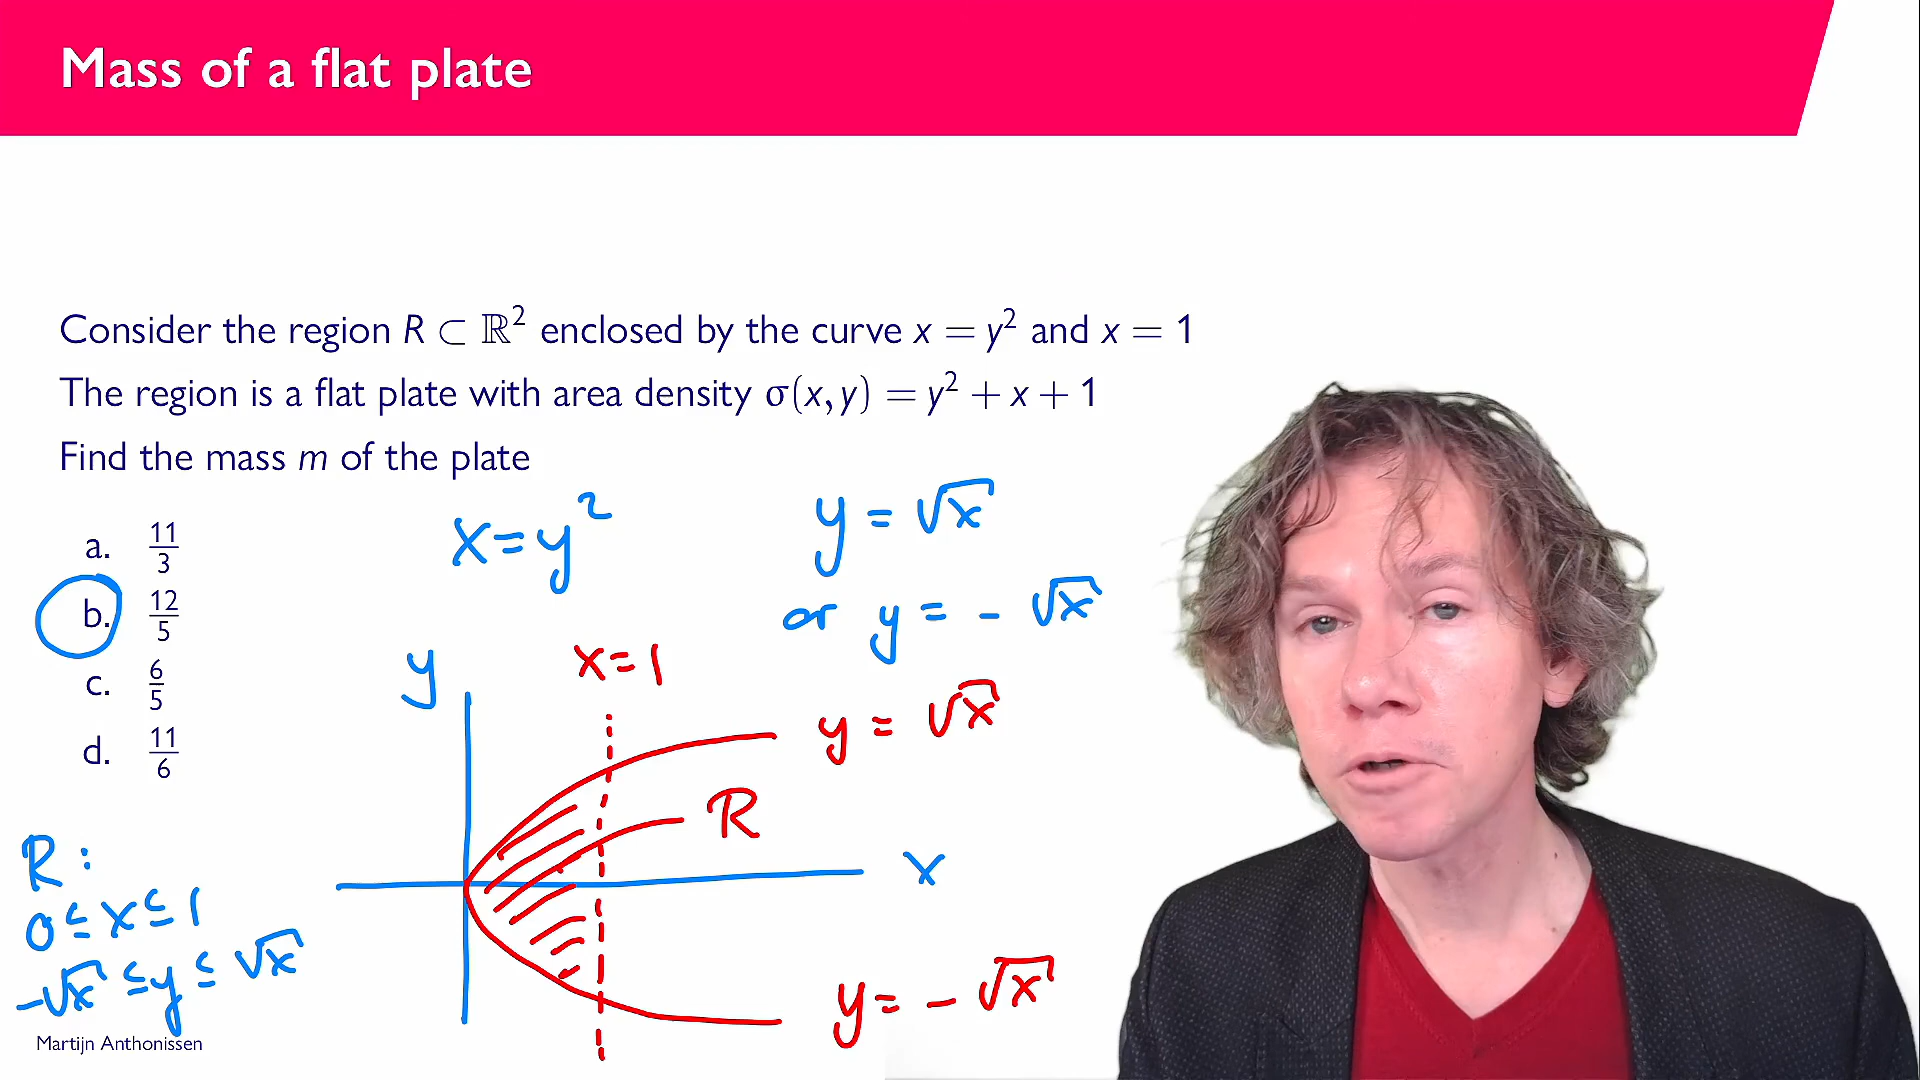 Mass of a flat plate
Consider the region R ⊂ ℝ² enclosed by the curve x = y² and x = 1
The region is a flat plate with area density σ(x, y) = y² + x + 1
Find the mass m of the plate
a. 11/3
b. 12/5
c. 6/5
d. 11/6
x = y²
y = √x
or y = - √x
y
x = 1
y = √x
R
x
y = - √x
R :
0 ≤ x ≤ 1
-√x ≤ y ≤ √x
Martijn Anthonissen